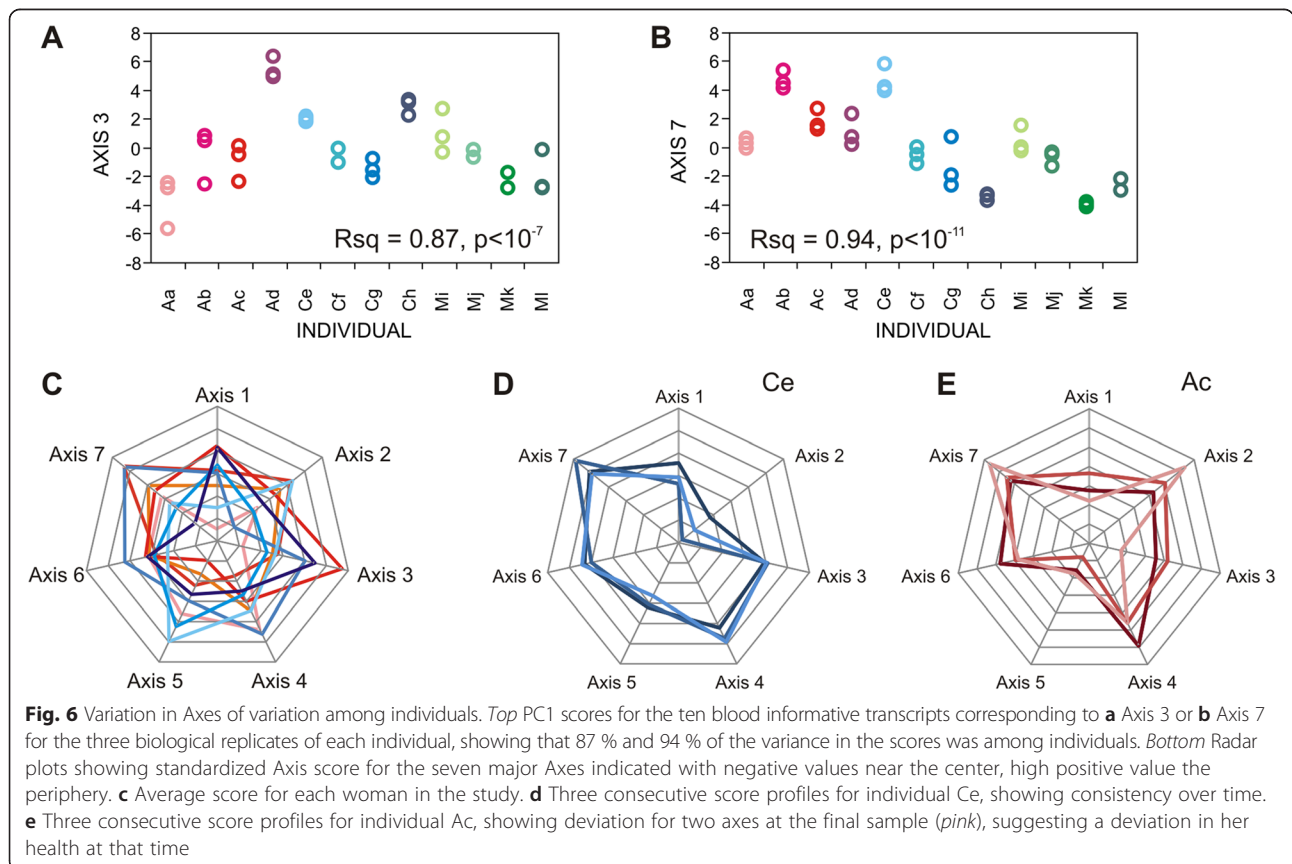 A
B
8
6
4
2
0
-2
-4
-6
-8
AXIS 3
Rsq = 0.87, p<10-7
Aa
Ab
Ac
Ad
Ce
Cf
Cg
Ch
Mi
Mj
Mk
Ml
INDIVIDUAL
8
6
4
2
0
-2
-4
-6
-8
AXIS 7
Rsq = 0.94, p<10-11
Aa
Ab
Ac
Ad
Ce
Cf
Cg
Ch
Mi
Mj
Mk
Ml
INDIVIDUAL
C
Axis 1
Axis 2
Axis 3
Axis 4
Axis 5
Axis 6
Axis 7
D
Ce
Axis 1
Axis 2
Axis 3
Axis 4
Axis 5
Axis 6
Axis 7
E
Ac
Axis 1
Axis 2
Axis 3
Axis 4
Axis 5
Axis 6
Axis 7
Fig. 6 Variation in Axes of variation among individuals. Top PC1 scores for the ten blood informative transcripts corresponding to a Axis 3 or b Axis 7
for the three biological replicates of each individual, showing that 87 % and 94 % of the variance in the scores was among individuals. Bottom Radar
plots showing standardized Axis score for the seven major Axes indicated with negative values near the center, high positive value the
periphery. c Average score for each woman in the study. d Three consecutive score profiles for individual Ce, showing consistency over time.
e Three consecutive score profiles for individual Ac, showing deviation for two axes at the final sample (pink), suggesting a deviation in her
health at that time